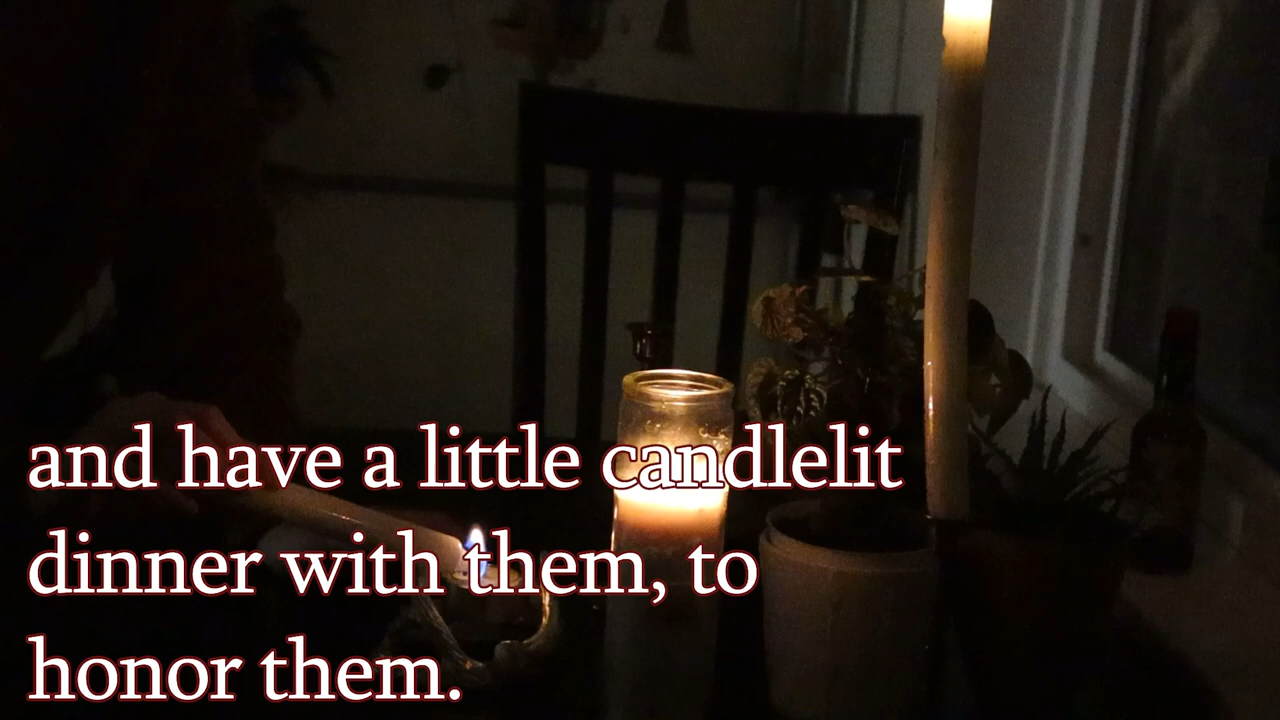 and have a little candlelit
dinner with them, to
honor them.